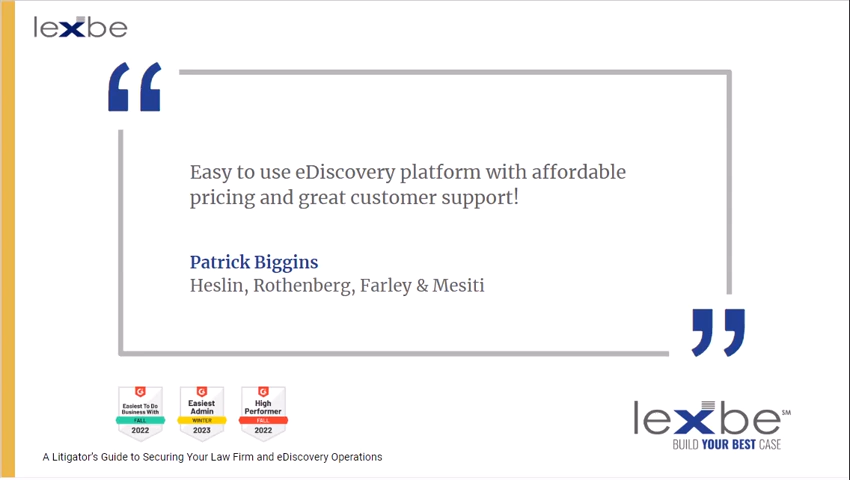 lexbe
Easy to use eDiscovery platform with affordable
pricing and great customer support!
Patrick Biggins
Heslin, Rothenberg, Farley & Mesiti
Easiest To Do
Business With
FALL
2022
Easiest
Admin
WINTER
2023
High
Performer
FALL
2022
lexbe SM
BUILD YOUR BEST CASE
A Litigator's Guide to Securing Your Law Firm and eDiscovery Operations